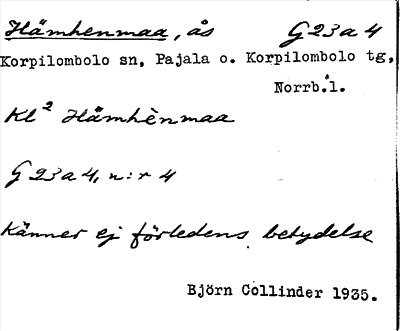 Hämhenmaa, ås G23a4
Korpilombolo sn, Pajala o. Korpilombolo tg,
Norrb.l.
Kl² Hämhènmaa
G23a4, n:r 4
Känner ej förledens betydelse
Björn Collinder 1935.